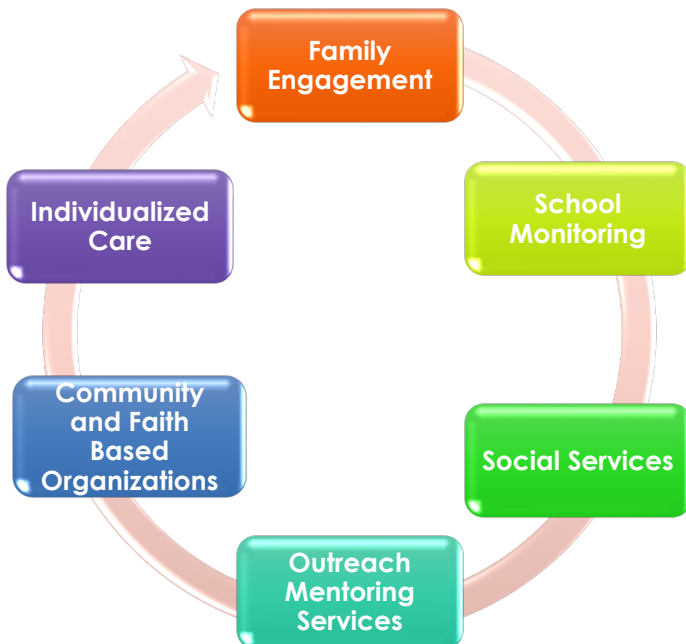 Family
Engagement
School
Monitoring
Social Services
Outreach
Mentoring
Services
Community
and Faith
Based
Organizations
Individualized
Care